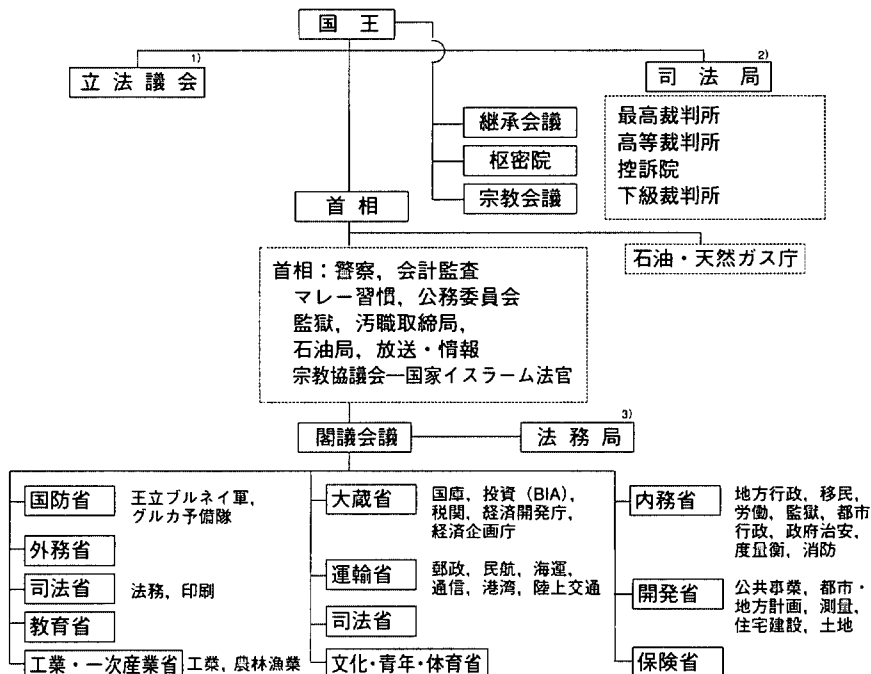 国王
1)
立法議会
2)
司法局
最高裁判所
高等裁判所
控訴院
下級裁判所
継承会議
枢密院
宗教会議
首相
石油・天然ガス庁
首相：警察，会計監査
マレー習慣，公務委員会
監獄，汚職取締局，
石油局，放送・情報
宗教協議会―国家イスラーム法官
閣議会議
3)
法務局
国防省
王立ブルネイ軍，
グルカ予備隊
外務省
司法省
法務，印刷
教育省
工業・一次産業省
工業，農林漁業
大蔵省
国庫，投資（BIA），
税関，経済開発庁，
経済企画庁
運輸省
郵政，民航，海運，
通信，港湾，陸上交通
司法省
文化・青年・体育省
内務省
地方行政，移民，
労働，監獄，都市
行政，政府治安，
度量衡，消防
開発省
公共事業，都市・
地方計画，測量，
住宅建設，土地
保険省